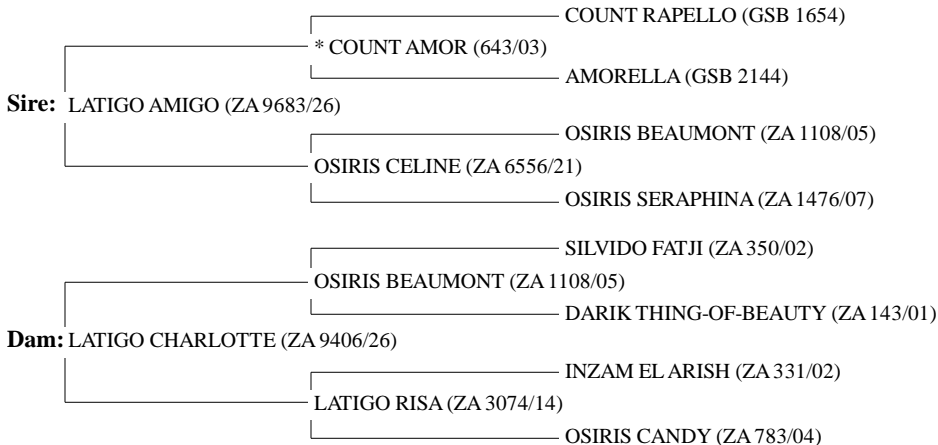 COUNT RAPELLO (GSB 1654)
* COUNT AMOR (643/03)
AMORELLA (GSB 2144)
Sire: LATIGO AMIGO (ZA 9683/26)
OSIRIS BEAUMONT (ZA 1108/05)
OSIRIS CELINE (ZA 6556/21)
OSIRIS SERAPHINA (ZA 1476/07)
SILVIDO FATJI (ZA 350/02)
OSIRIS BEAUMONT (ZA 1108/05)
DARIK THING-OF-BEAUTY (ZA 143/01)
Dam: LATIGO CHARLOTTE (ZA 9406/26)
INZAM EL ARISH (ZA 331/02)
LATIGO RISA (ZA 3074/14)
OSIRIS CANDY (ZA 783/04)